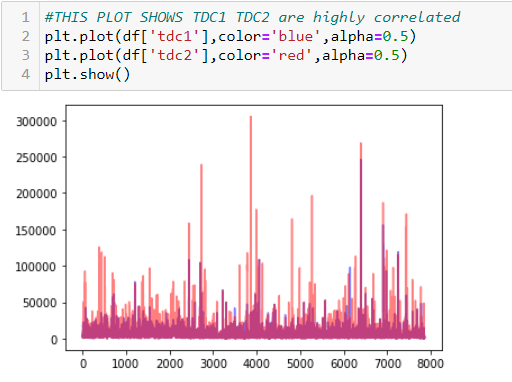 1 #THIS PLOT SHOWS TDC1 TDC2 are highly correlated
2 plt.plot(df['tdc1'],color='blue',alpha=0.5)
3 plt.plot(df['tdc2'],color='red',alpha=0.5)
4 plt.show()
300000
250000
200000
150000
100000
50000
0
0 1000 2000 3000 4000 5000 6000 7000 8000